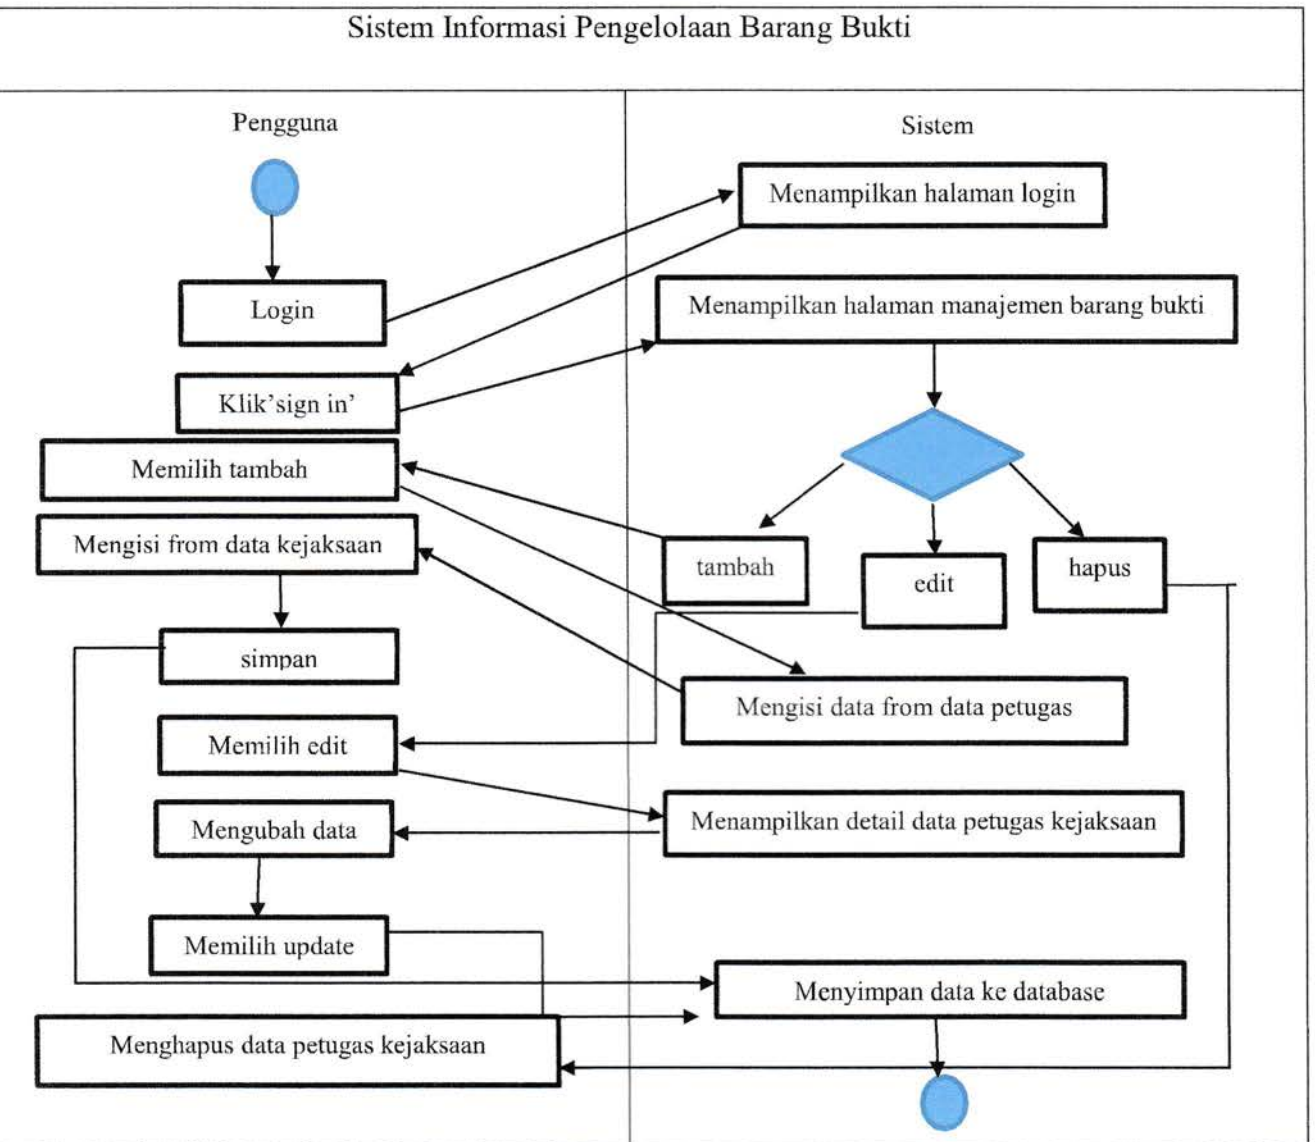 Sistem Informasi Pengelolaan Barang Bukti
Pengguna
Sistem
Menampilkan halaman login
Login
Menampilkan halaman manajemen barang bukti
Klik’sign in’
Memilih tambah
Mengisi from data kejaksaan
tambah
edit
hapus
simpan
Mengisi data from data petugas
Memilih edit
Menampilkan detail data petugas kejaksaan
Mengubah data
Memilih update
Menyimpan data ke database
Menghapus data petugas kejaksaan